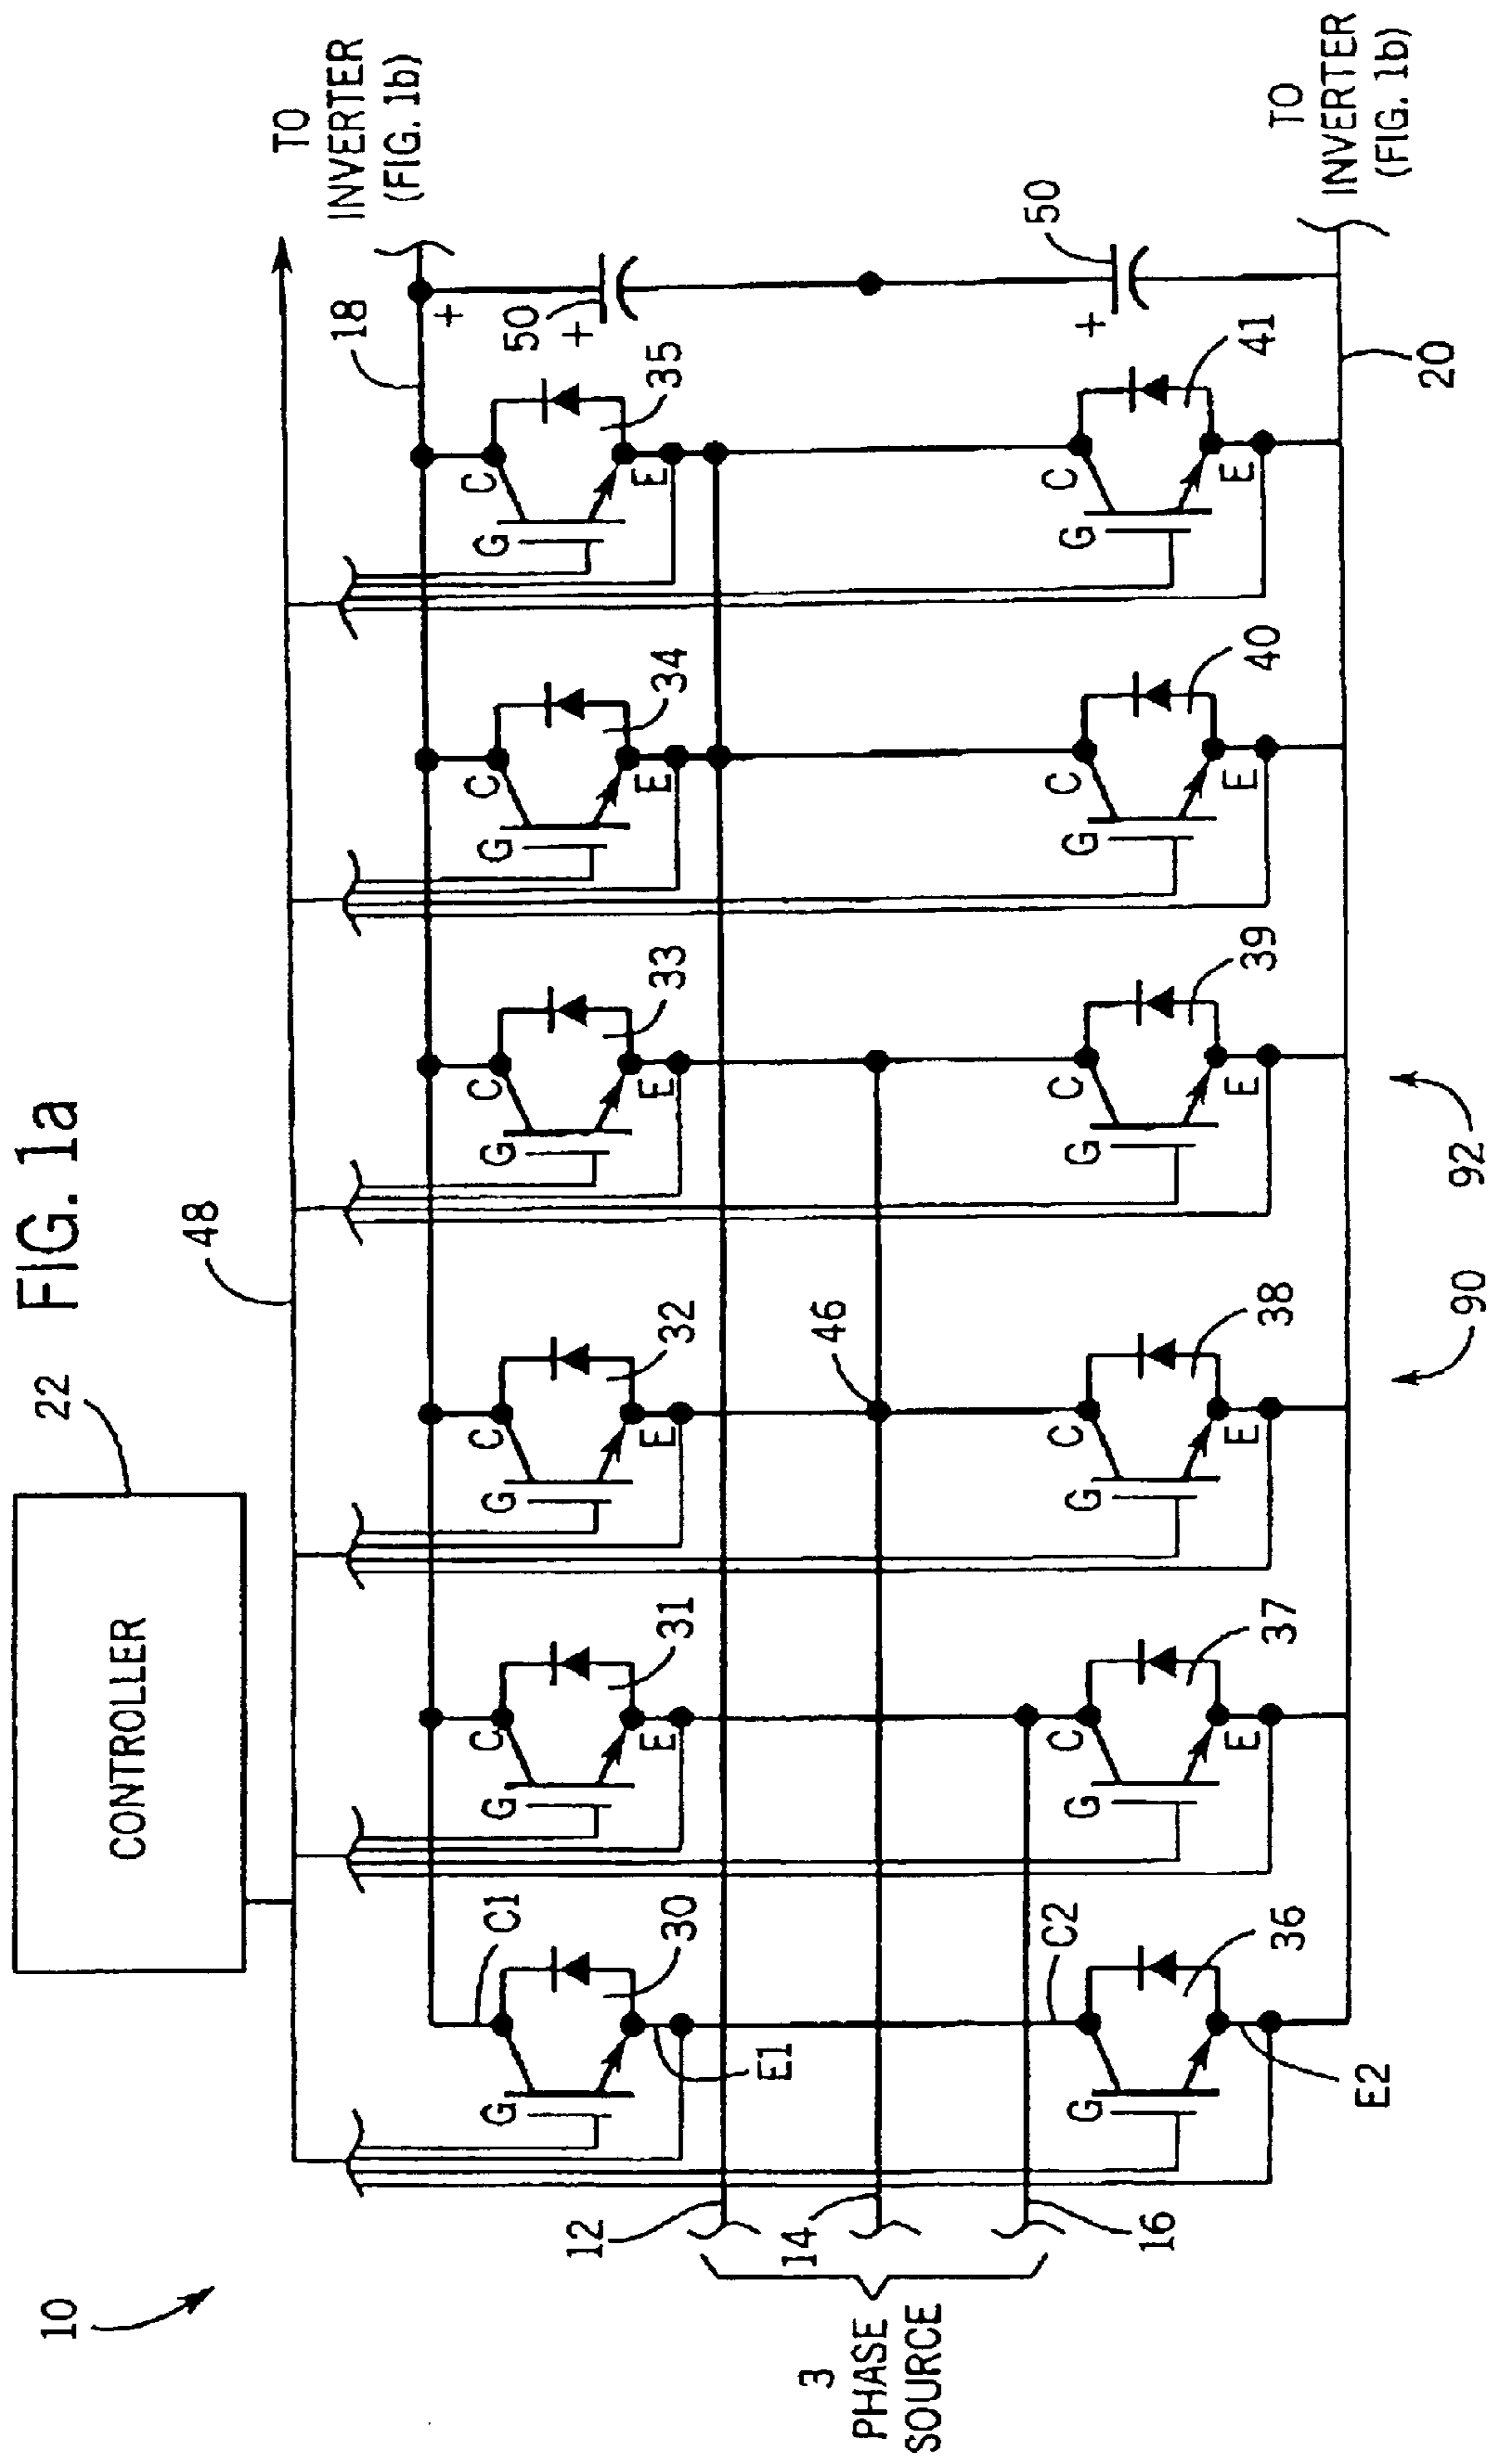 FIG. 1a
10
CONTROLLER
22
48
TO
INVERTER
(FIG. 1b)
18
C1
C
C
C
C
C
G
G
G
G
G
G
30
31
32
33
34
35
+
50
+
E1
E
E
E
E
E
12
14
16
3
PHASE
SOURCE
46
50
+
C2
C
C
C
C
C
G
G
G
G
G
G
36
37
38
39
40
41
E2
E
E
E
E
E
20
TO
INVERTER
(FIG. 1b)
90
92